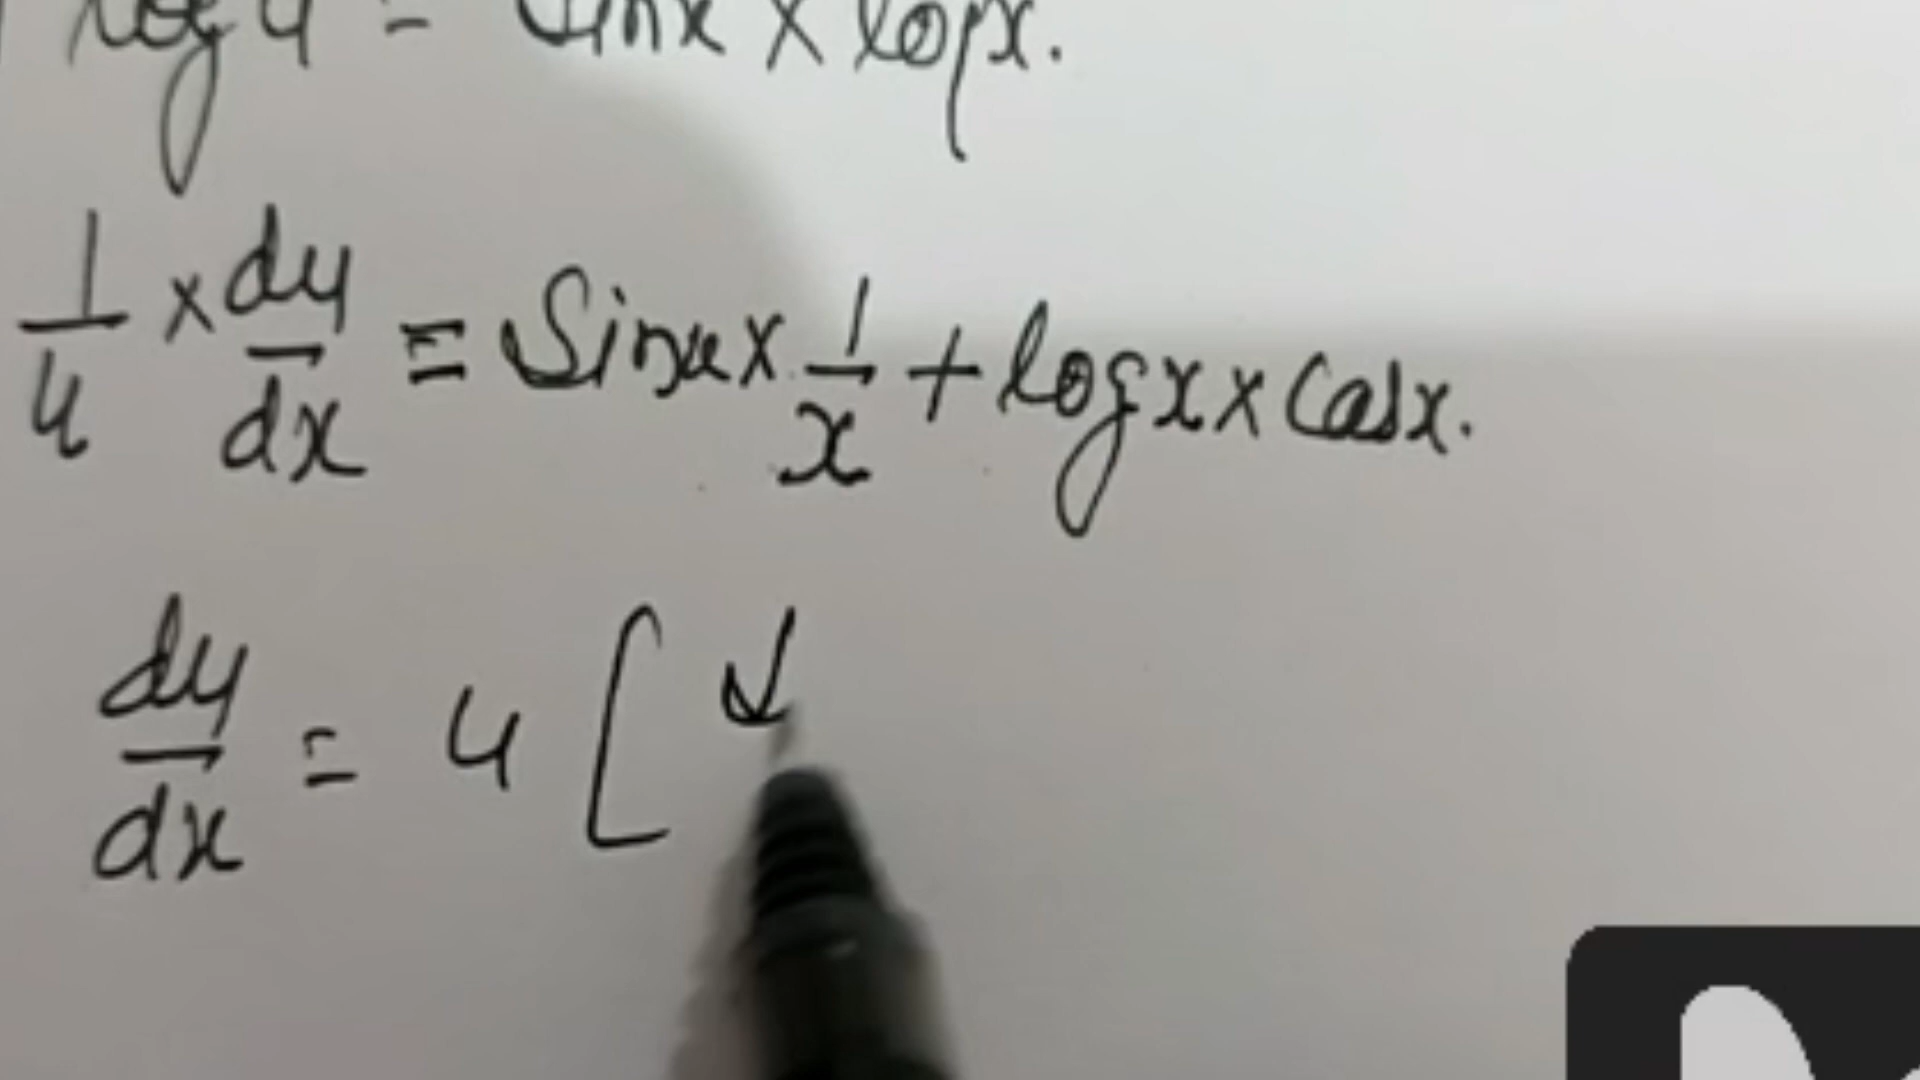 log y = Sinx × logx.
1/y × dy/dx = Sinx × 1/x + logx × Cosx.
dy/dx = y [